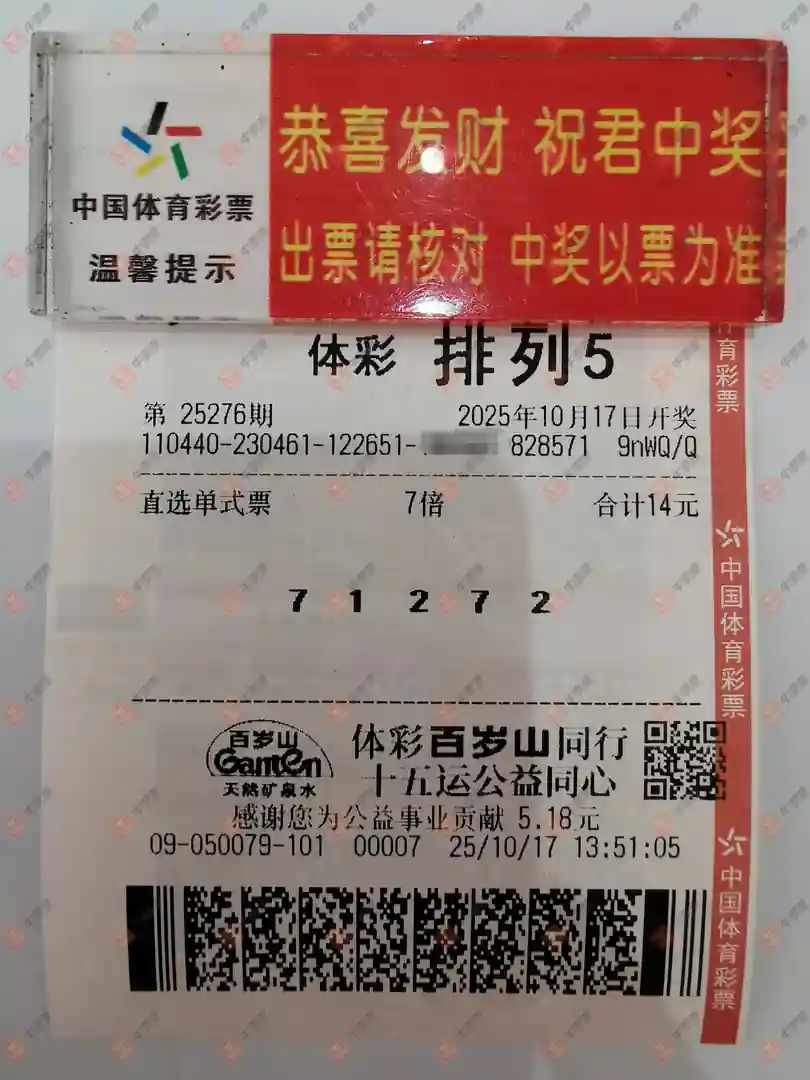 中国体育彩票
温馨提示
恭喜发财 祝君中奖
出票请核对 中奖以票为准
体彩 排列5
第 25276期 2025年10月17日开奖
110440-230461-122651- 828571 9nWQ/Q
直选单式票 7倍 合计14元
7 1 2 7 2
百岁山
Ganten
天然矿泉水
体彩百岁山同行
十五运公益同心
感谢您为公益事业贡献 5.18元
09-050079-101 00007 25/10/17 13:51:05
育彩票
中国体育彩票
中国体育彩票